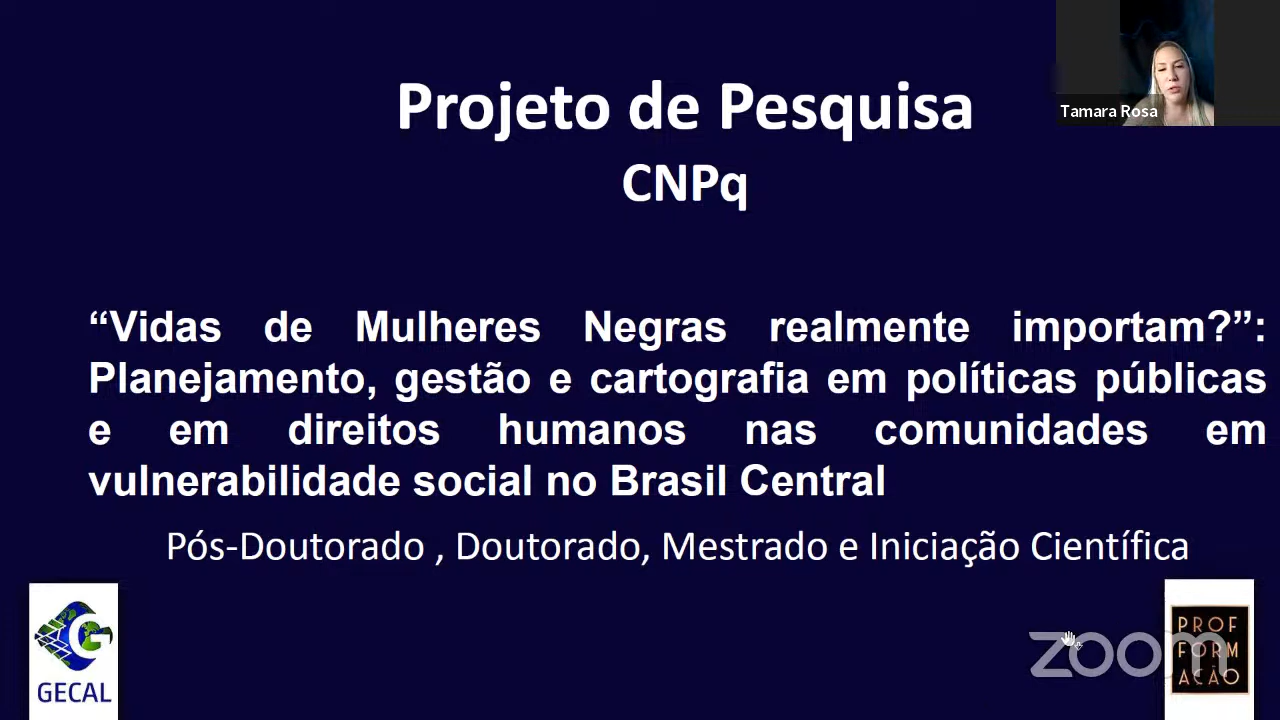 Projeto de Pesquisa
CNPq
Tamara Rosa
“Vidas de Mulheres Negras realmente importam?”:
Planejamento, gestão e cartografia em políticas públicas
e em direitos humanos nas comunidades em
vulnerabilidade social no Brasil Central
Pós-Doutorado , Doutorado, Mestrado e Iniciação Científica
GECAL
zoom
PROF
FORM
AÇÃO